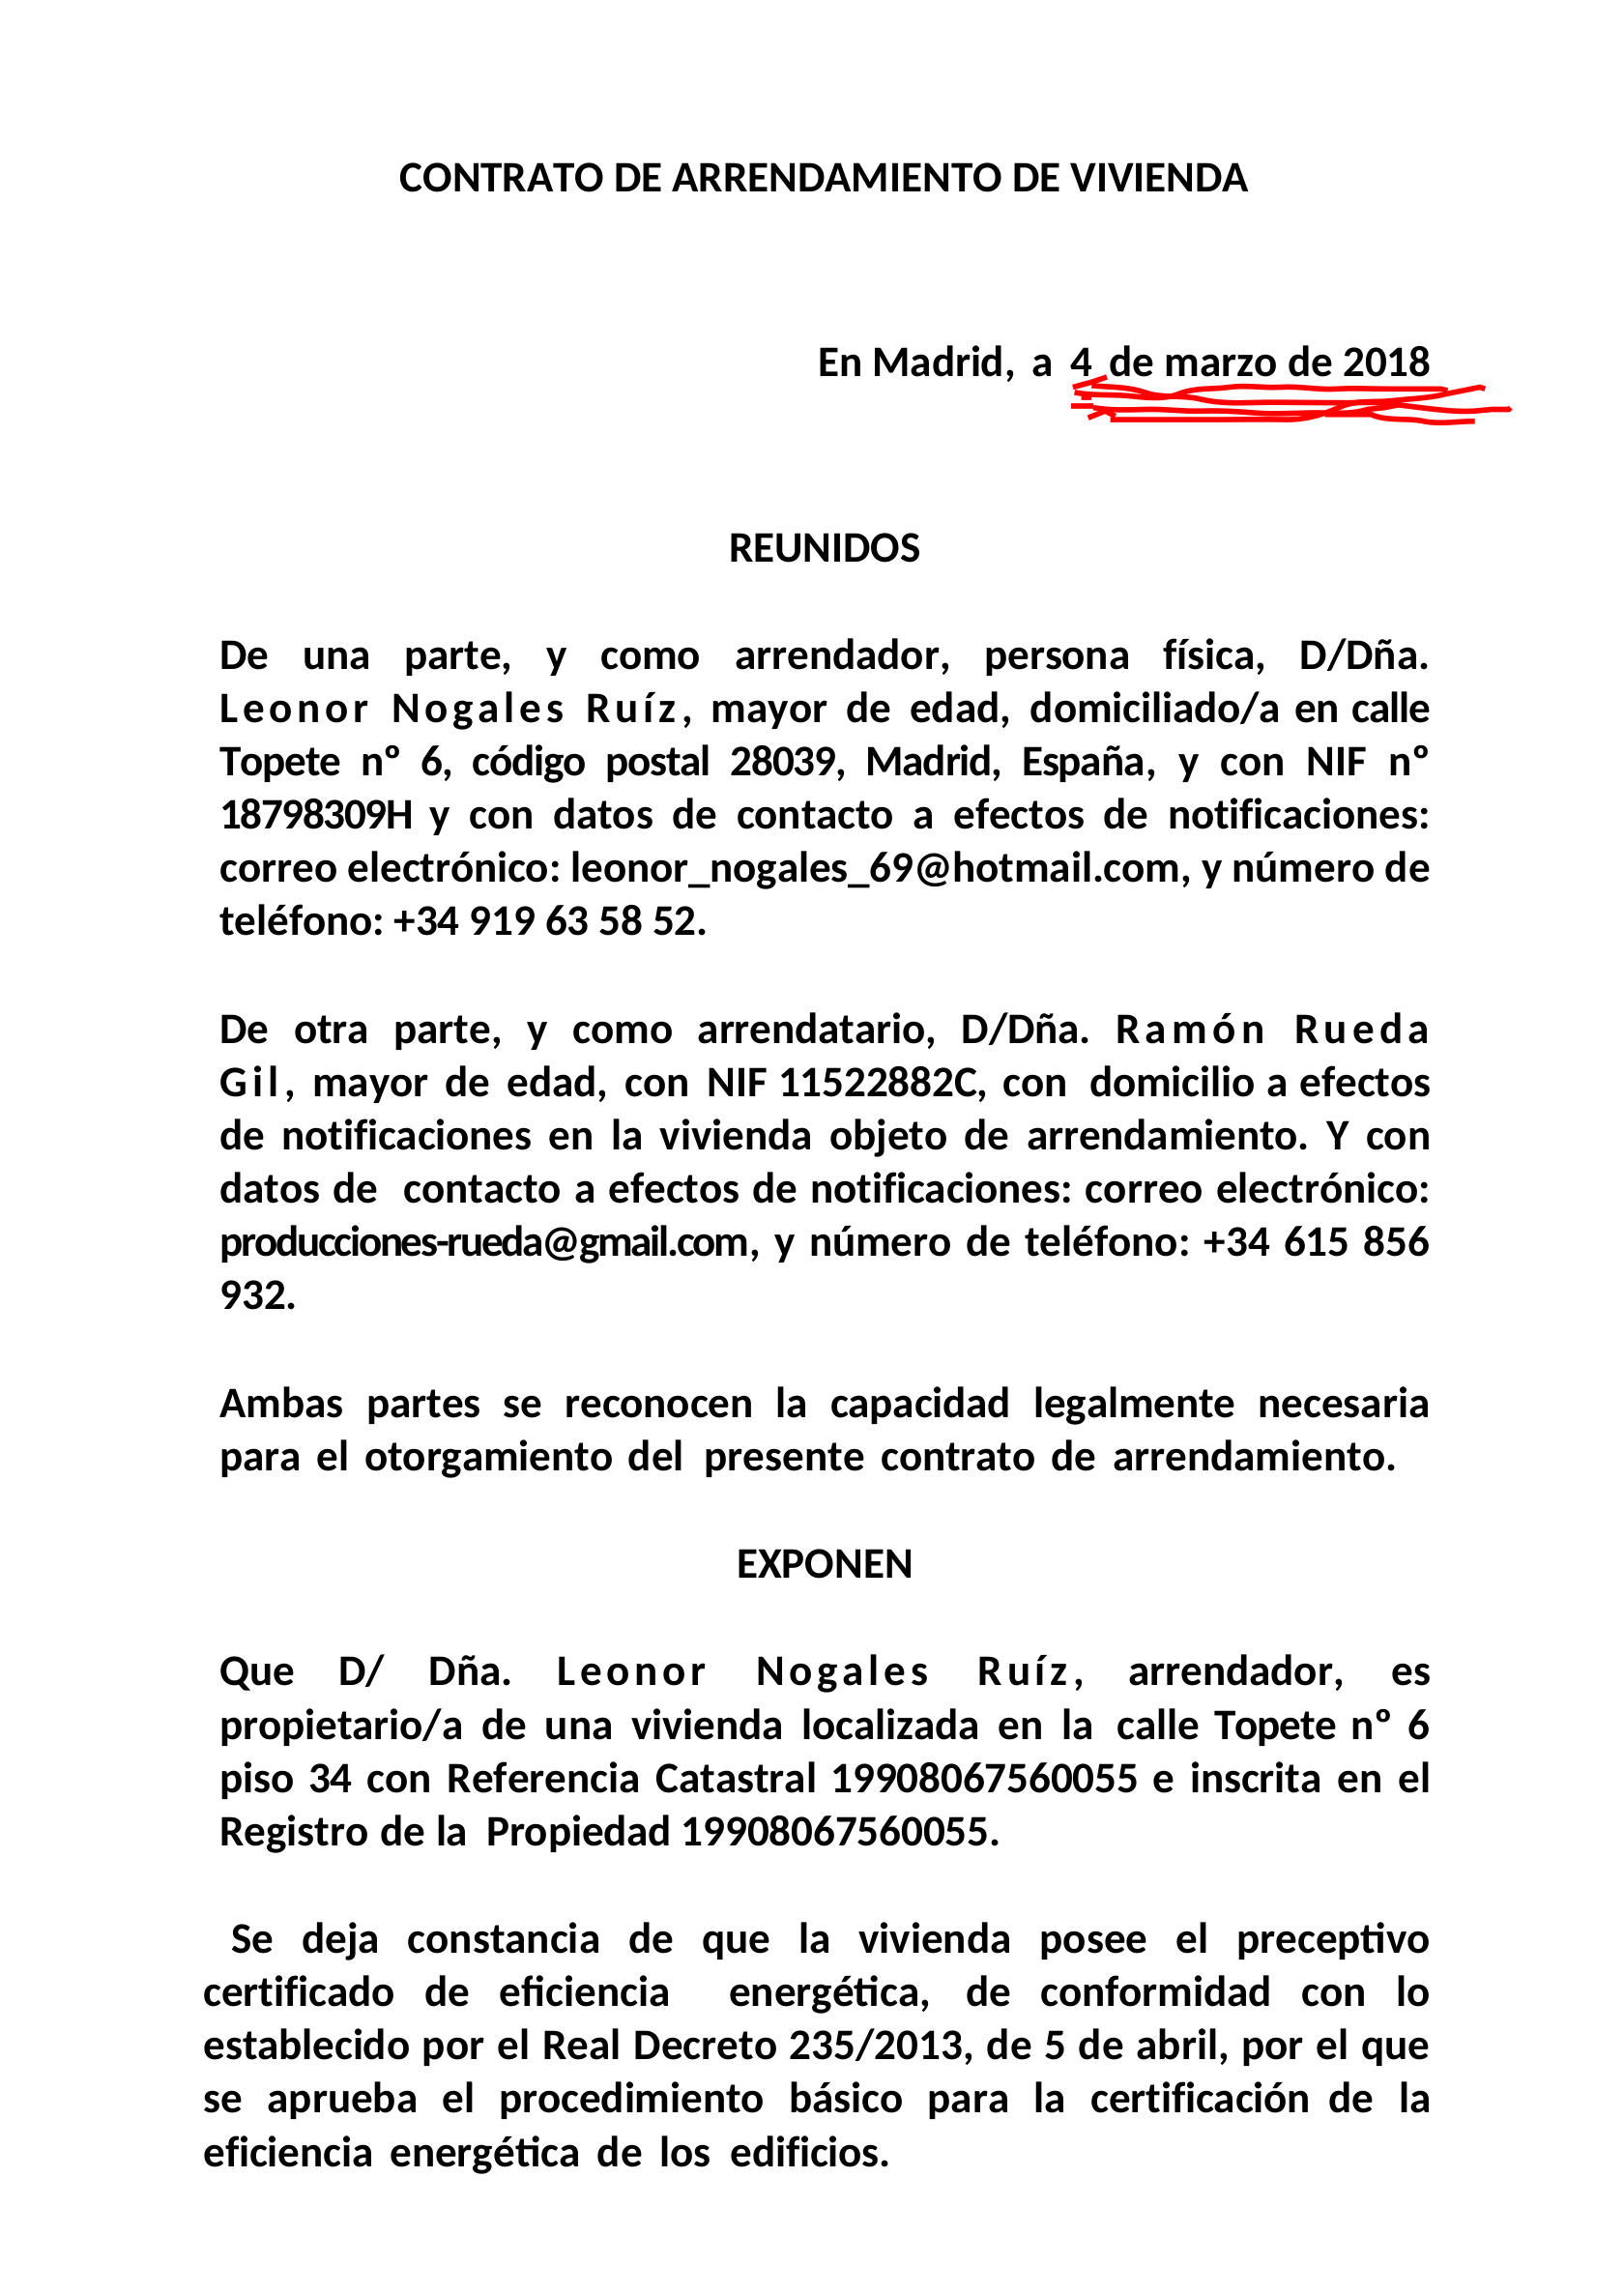 CONTRATO DE ARRENDAMIENTO DE VIVIENDA
En Madrid, a 4 de marzo de 2018
REUNIDOS
De una parte, y como arrendador, persona física, D/Dña.
Leonor Nogales Ruíz, mayor de edad, domiciliado/a en calle
Topete nº 6, código postal 28039, Madrid, España, y con NIF nº
18798309H y con datos de contacto a efectos de notificaciones:
correo electrónico: leonor_nogales_69@hotmail.com, y número de
teléfono: +34 919 63 58 52.
De otra parte, y como arrendatario, D/Dña. Ramón Rueda
Gil, mayor de edad, con NIF 11522882C, con domicilio a efectos
de notificaciones en la vivienda objeto de arrendamiento. Y con
datos de contacto a efectos de notificaciones: correo electrónico:
producciones-rueda@gmail.com, y número de teléfono: +34 615 856
932.
Ambas partes se reconocen la capacidad legalmente necesaria
para el otorgamiento del presente contrato de arrendamiento.
EXPONEN
Que D/ Dña. Leonor Nogales Ruíz, arrendador, es
propietario/a de una vivienda localizada en la calle Topete nº 6
piso 34 con Referencia Catastral 19908067560055 e inscrita en el
Registro de la Propiedad 19908067560055.
Se deja constancia de que la vivienda posee el preceptivo
certificado de eficiencia energética, de conformidad con lo
establecido por el Real Decreto 235/2013, de 5 de abril, por el que
se aprueba el procedimiento básico para la certificación de la
eficiencia energética de los edificios.